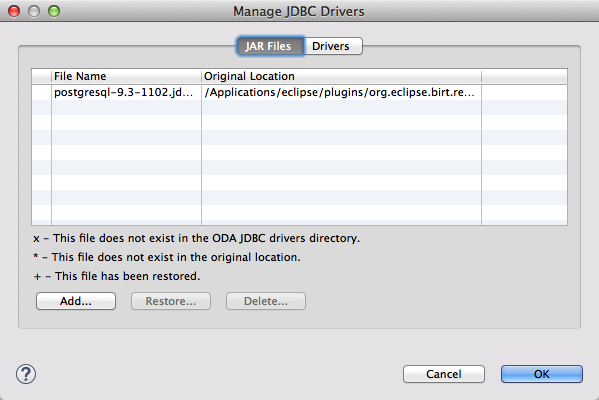 Manage JDBC Drivers
JAR Files Drivers
File Name Original Location
postgresql-9.3-1102.jd... /Applications/eclipse/plugins/org.eclipse.birt.re...
x - This file does not exist in the ODA JDBC drivers directory.
* - This file does not exist in the original location.
+ - This file has been restored.
Add... Restore... Delete...
? Cancel OK